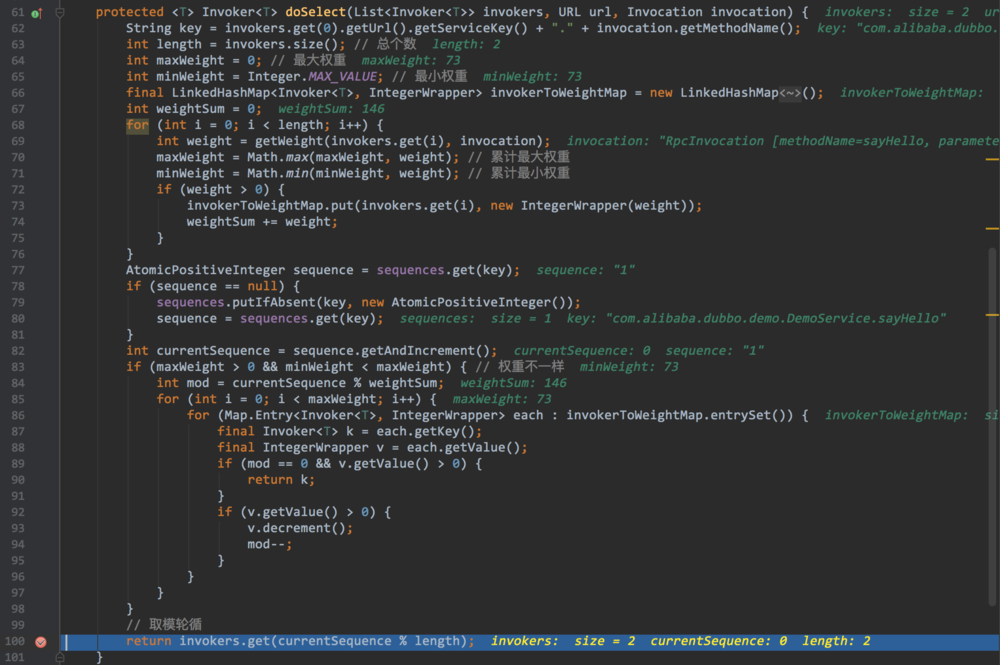 61 protected <T> Invoker<T> doSelect(List<Invoker<T>> invokers, URL url, Invocation invocation) { invokers: size = 2
62 String key = invokers.get(0).getUrl().getServiceKey() + "." + invocation.getMethodName(); key: "com.alibaba.dubbo.
63 int length = invokers.size(); // 总个数 length: 2
64 int maxWeight = 0; // 最大权重 maxWeight: 73
65 int minWeight = Integer.MAX_VALUE; // 最小权重 minWeight: 73
66 final LinkedHashMap<Invoker<T>, IntegerWrapper> invokerToWeightMap = new LinkedHashMap<~>(); invokerToWeightMap:
67 int weightSum = 0; weightSum: 146
68 for (int i = 0; i < length; i++) {
69 int weight = getWeight(invokers.get(i), invocation); invocation: "RpcInvocation [methodName=sayHello, paramete
70 maxWeight = Math.max(maxWeight, weight); // 累计最大权重
71 minWeight = Math.min(minWeight, weight); // 累计最小权重
72 if (weight > 0) {
73 invokerToWeightMap.put(invokers.get(i), new IntegerWrapper(weight));
74 weightSum += weight;
75 }
76 }
77 AtomicPositiveInteger sequence = sequences.get(key); sequence: "1"
78 if (sequence == null) {
79 sequences.putIfAbsent(key, new AtomicPositiveInteger());
80 sequence = sequences.get(key); sequences: size = 1 key: "com.alibaba.dubbo.demo.DemoService.sayHello"
81 }
82 int currentSequence = sequence.getAndIncrement(); currentSequence: 0 sequence: "1"
83 if (maxWeight > 0 && minWeight < maxWeight) { // 权重不一样 minWeight: 73
84 int mod = currentSequence % weightSum; weightSum: 146
85 for (int i = 0; i < maxWeight; i++) { maxWeight: 73
86 for (Map.Entry<Invoker<T>, IntegerWrapper> each : invokerToWeightMap.entrySet()) { invokerToWeightMap: si
87 final Invoker<T> k = each.getKey();
88 final IntegerWrapper v = each.getValue();
89 if (mod == 0 && v.getValue() > 0) {
90 return k;
91 }
92 if (v.getValue() > 0) {
93 v.decrement();
94 mod--;
95 }
96 }
97 }
98 }
99 // 取模轮循
100 return invokers.get(currentSequence % length); invokers: size = 2 currentSequence: 0 length: 2
101 }